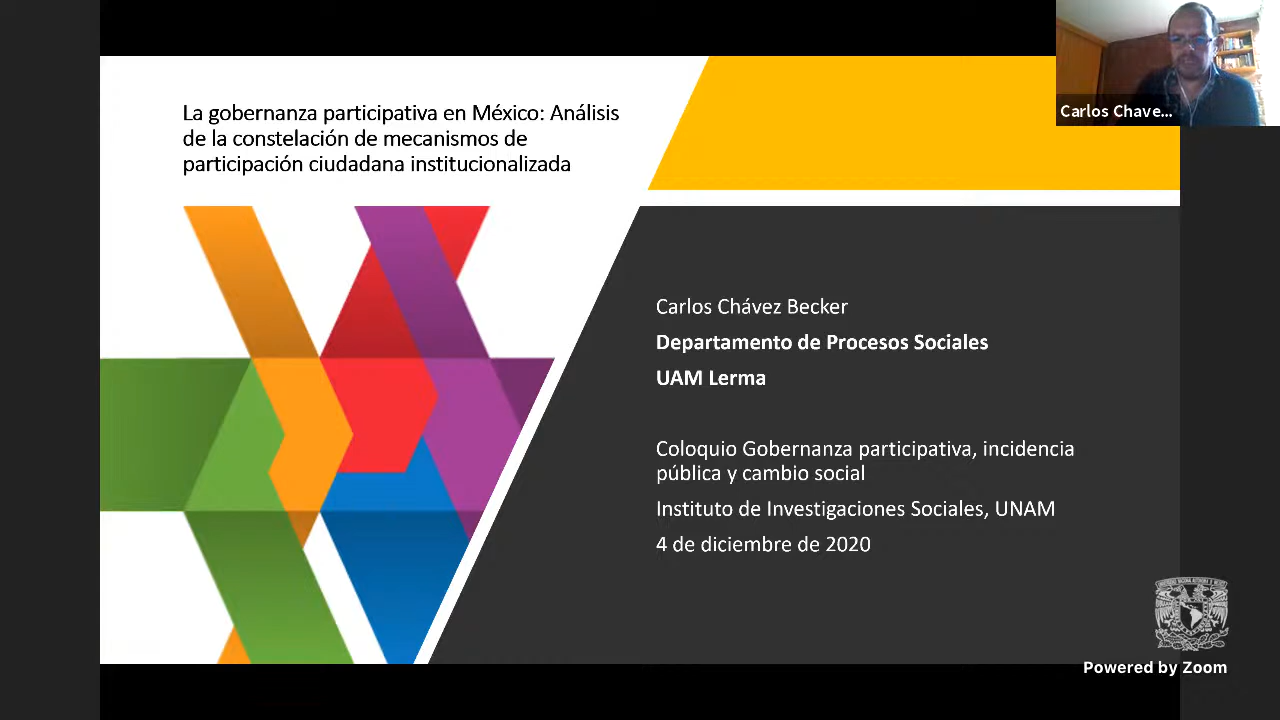 La gobernanza participativa en México: Análisis
de la constelación de mecanismos de
participación ciudadana institucionalizada
Carlos Chave...
Carlos Chávez Becker
Departamento de Procesos Sociales
UAM Lerma
Coloquio Gobernanza participativa, incidencia
pública y cambio social
Instituto de Investigaciones Sociales, UNAM
4 de diciembre de 2020
Powered by Zoom